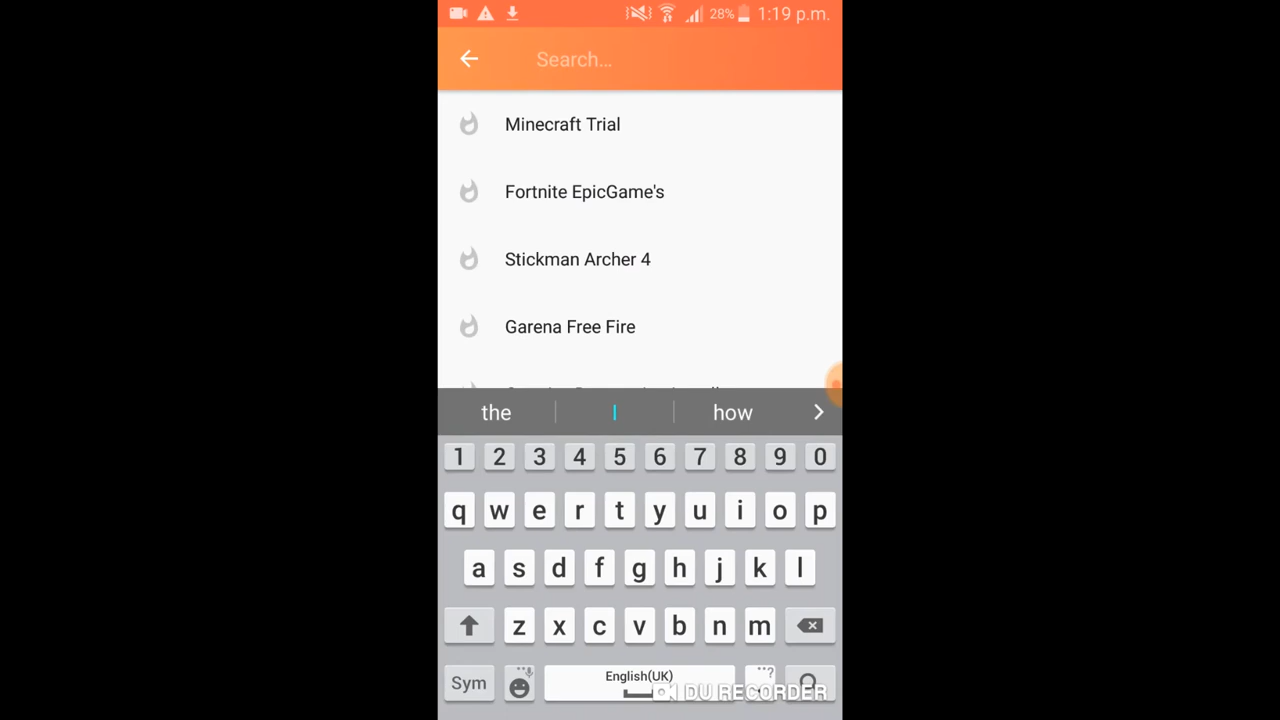 28% 1:19 p.m.
Search...
Minecraft Trial
Fortnite EpicGame's
Stickman Archer 4
Garena Free Fire
the I how
1 2 3 4 5 6 7 8 9 0
q w e r t y u i o p
a s d f g h j k l
z x c v b n m
Sym English(UK) ?
DU RECORDER